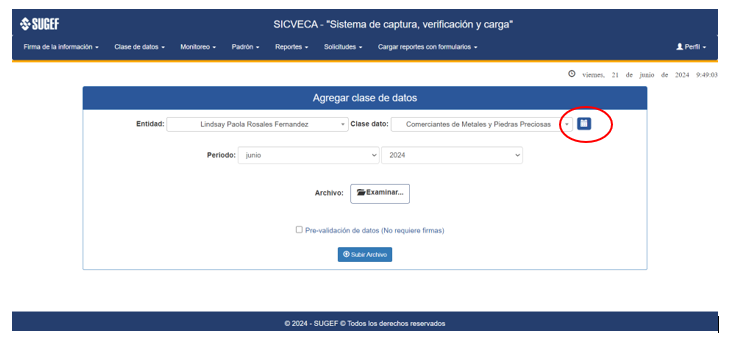 SUGEF
SICVECA - "Sistema de captura, verificación y carga"
Firma de la información Clase de datos Monitoreo Padrón Reportes Solicitudes Cargar reportes con formularios Perfil
viernes, 21 de junio de 2024 9:49:03
Agregar clase de datos
Entidad: Lindsay Paola Rosales Fernandez Clase dato: Comerciantes de Metales y Piedras Preciosas
Periodo: junio 2024
Archivo: Examinar...
Pre-validación de datos (No requiere firmas)
Subir Archivo
© 2024 - SUGEF © Todos los derechos reservados